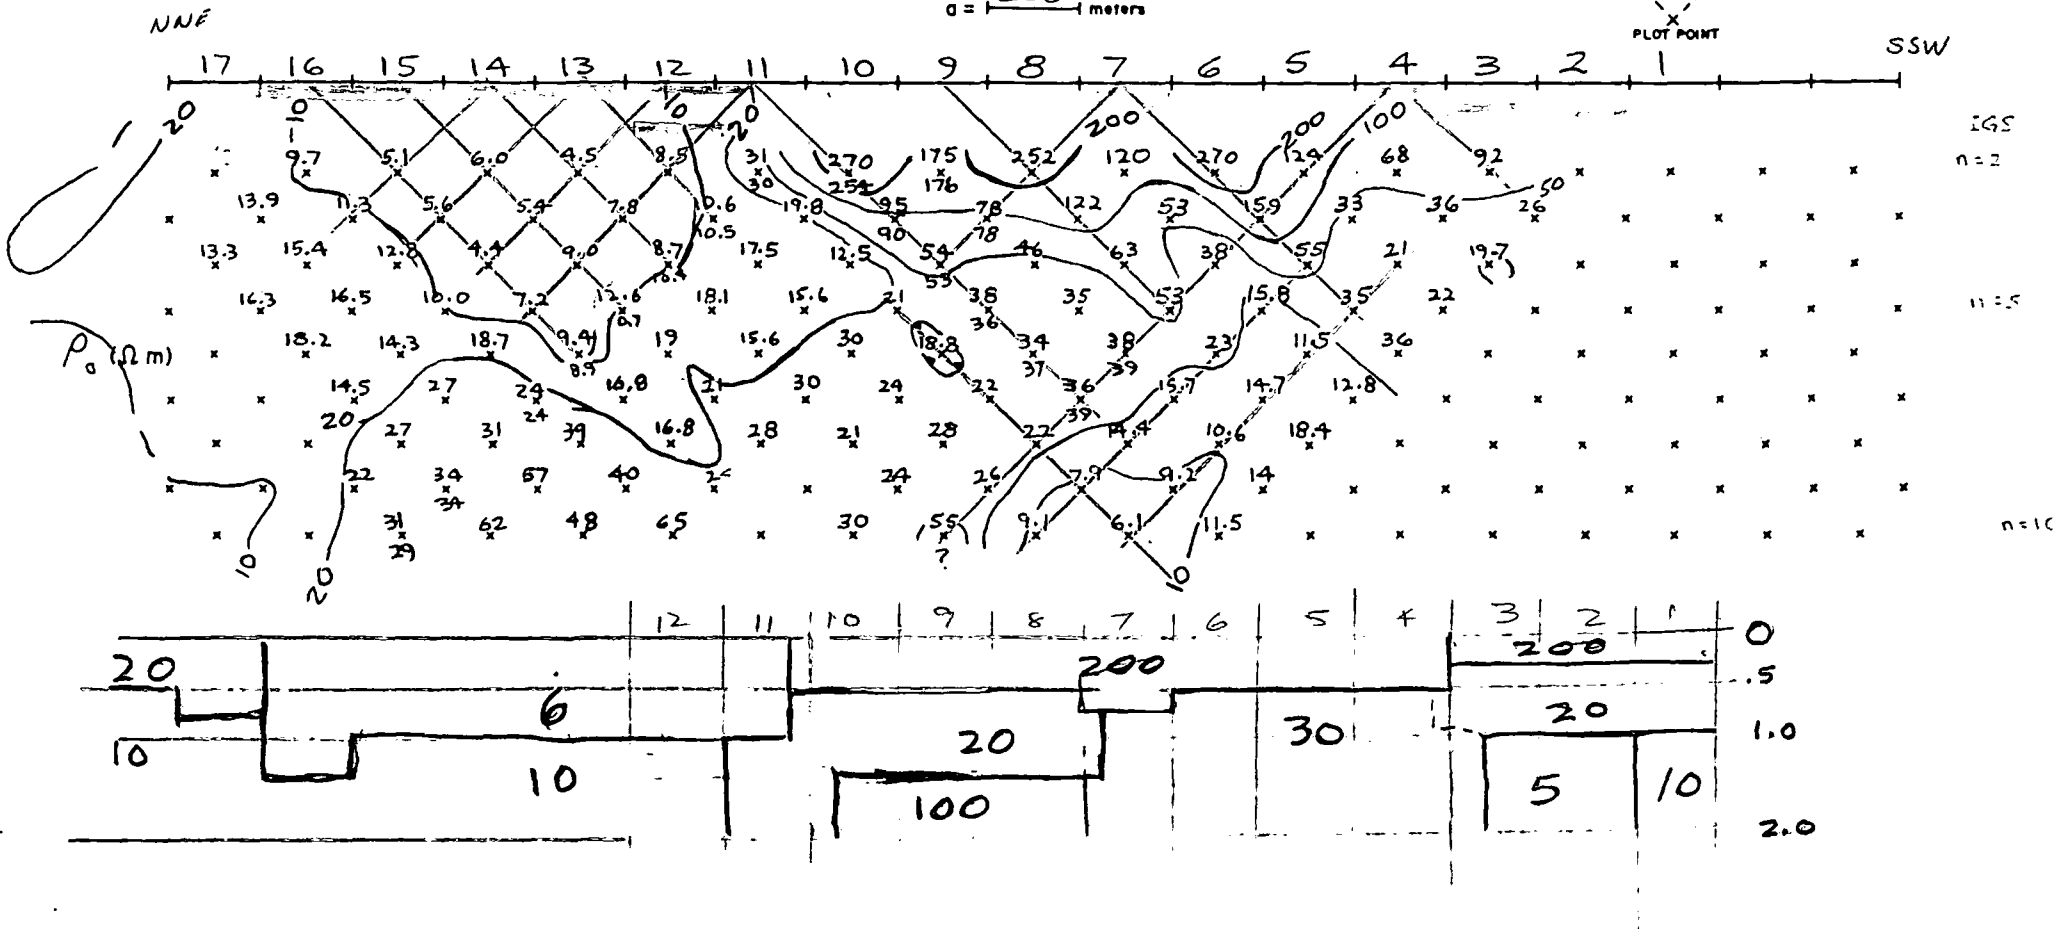 a = meters
NNE
PLOT POINT
SSW
17 16 15 14 13 12 11 10 9 8 7 6 5 4 3 2 1
20 10 10 20 200 200 100
IGS
9.7 5.1 6.0 4.5 8.5 31 270 175 252 120 270 124 68 92 n=2
30 254 176 50
13.9 11.3 5.6 5.4 7.8 19.8 95 78 122 53 159 33 36 26
10.5 90 78
13.3 15.4 12.8 4.4 9.0 8.7 17.5 12.5 54 46 63 38 55 21 19.7
53
16.3 16.5 10.0 7.2 12.6 18.1 15.6 21 38 35 53 15.8 35 22 n=5
36
ρa (Ωm) 18.2 14.3 18.7 9.4 19 15.6 30 18.8 34 38 23 11.5 36
8.9 37 39
14.5 27 24 16.8 21 30 24 22 36 15.7 14.7 12.8
20 24 39
27 31 39 16.8 28 21 28 22 14.4 10.6 18.4
22 34 57 40 24 26 7.9 9.2 14
34
31 62 48 65 30 55 9.1 6.1 11.5 n=10
29 ?
10 20 10
12 11 10 9 8 7 6 5 4 3 2 1 0
20 200 200 .5
6 20 30 20 1.0
10 10 100 5 10
2.0